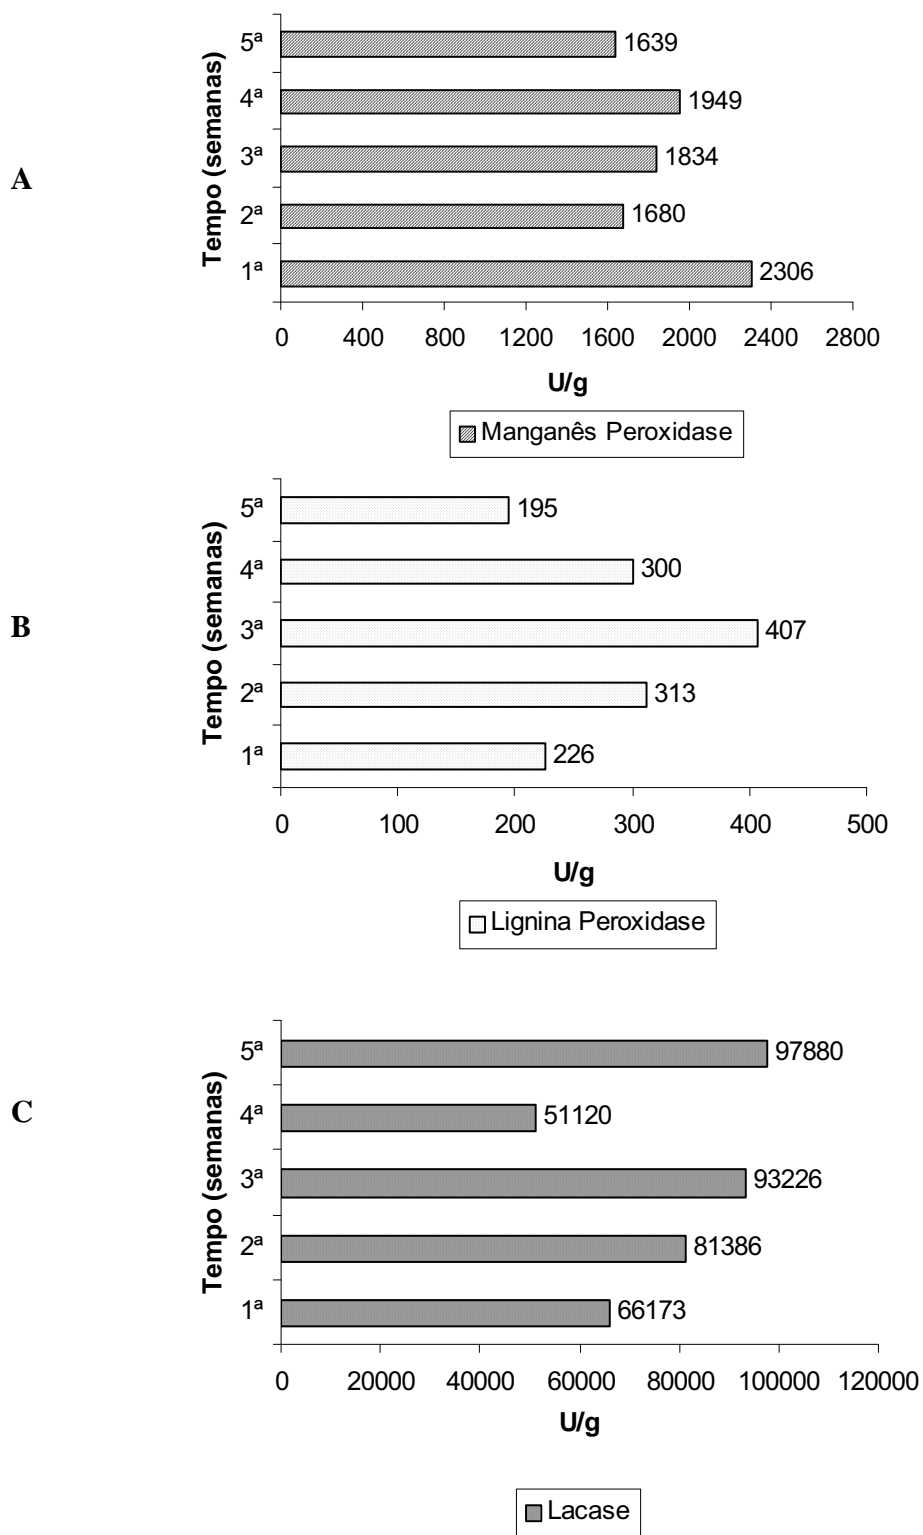 A
Tempo (semanas)
5ª
1639
4ª
1949
3ª
1834
2ª
1680
1ª
2306
0 400 800 1200 1600 2000 2400 2800
U/g
Manganês Peroxidase
B
Tempo (semanas)
5ª
195
4ª
300
3ª
407
2ª
313
1ª
226
0 100 200 300 400 500
U/g
Lignina Peroxidase
C
Tempo (semanas)
5ª
97880
4ª
51120
3ª
93226
2ª
81386
1ª
66173
0 20000 40000 60000 80000 100000 120000
U/g
Lacase